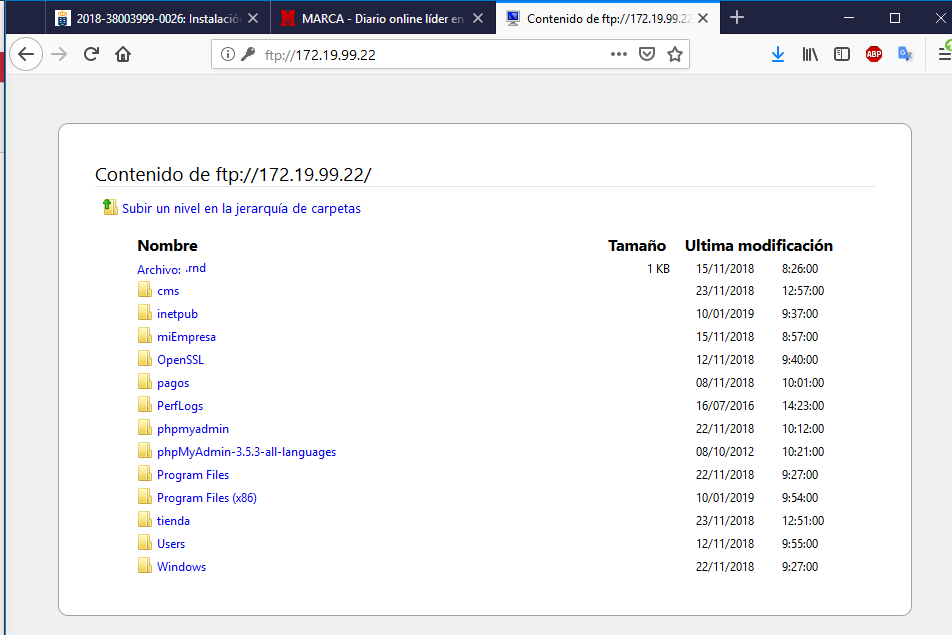 2018-38003999-0026: Instalació
MARCA - Diario online líder en
Contenido de ftp://172.19.99.22
ftp://172.19.99.22
ABP
Contenido de ftp://172.19.99.22/
Subir un nivel en la jerarquía de carpetas
Nombre Tamaño Ultima modificación
Archivo: .rnd 1 KB 15/11/2018 8:26:00
cms 23/11/2018 12:57:00
inetpub 10/01/2019 9:37:00
miEmpresa 15/11/2018 8:57:00
OpenSSL 12/11/2018 9:40:00
pagos 08/11/2018 10:01:00
PerfLogs 16/07/2016 14:23:00
phpmyadmin 22/11/2018 10:12:00
phpMyAdmin-3.5.3-all-languages 08/10/2012 10:21:00
Program Files 22/11/2018 9:27:00
Program Files (x86) 10/01/2019 9:54:00
tienda 23/11/2018 12:51:00
Users 12/11/2018 9:55:00
Windows 22/11/2018 9:27:00